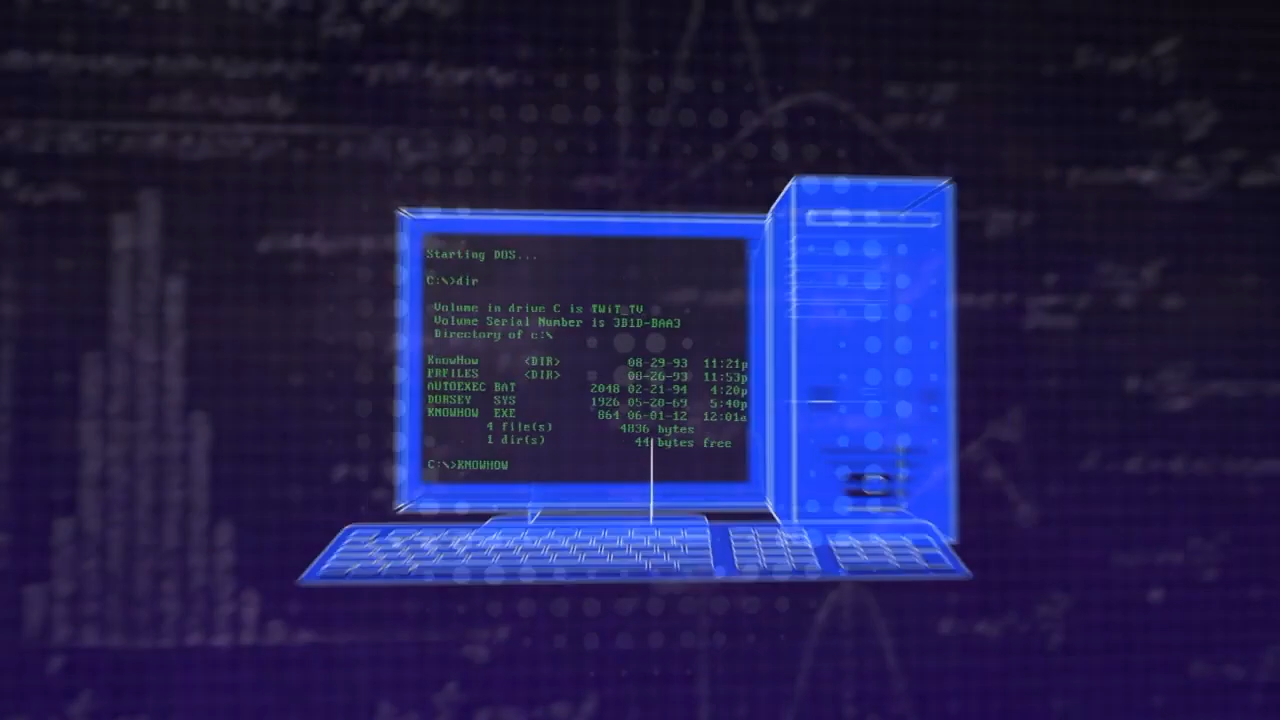 Starting DOS...
C:\>dir
Volume in drive C is TWiT_TV
Volume Serial Number is 3B1D-BAA3
Directory of c:\
KnowHow <DIR> 08-29-93 11:21p
PRFILES <DIR> 08-26-93 11:53p
AUTOEXEC BAT 2048 02-21-94 4:20p
DORSEY SYS 1926 05-20-69 5:40p
KNOWHOW EXE 864 06-01-12 12:01a
4 file(s) 4836 bytes
1 dir(s) 44 bytes free
C:\>KNOWHOW